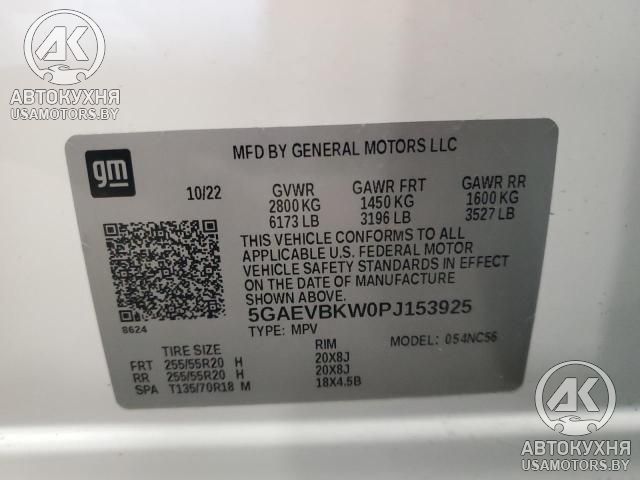 АК
АВТОКУХНЯ
USAMOTORS.BY
gm
MFD BY GENERAL MOTORS LLC
10/22
GVWR GAWR FRT GAWR RR
2800 KG 1450 KG 1600 KG
6173 LB 3196 LB 3527 LB
THIS VEHICLE CONFORMS TO ALL
APPLICABLE U.S. FEDERAL MOTOR
VEHICLE SAFETY STANDARDS IN EFFECT
ON THE DATE OF MANUFACTURE
SHOWN ABOVE.
8624
5GAEVBKW0PJ153925
TYPE: MPV MODEL: 054NC56
TIRE SIZE RIM
FRT 255/55R20 H 20X8J
RR 255/55R20 H 20X8J
SPA T135/70R18 M 18X4.5B
АК
АВТОКУХНЯ
USAMOTORS.BY